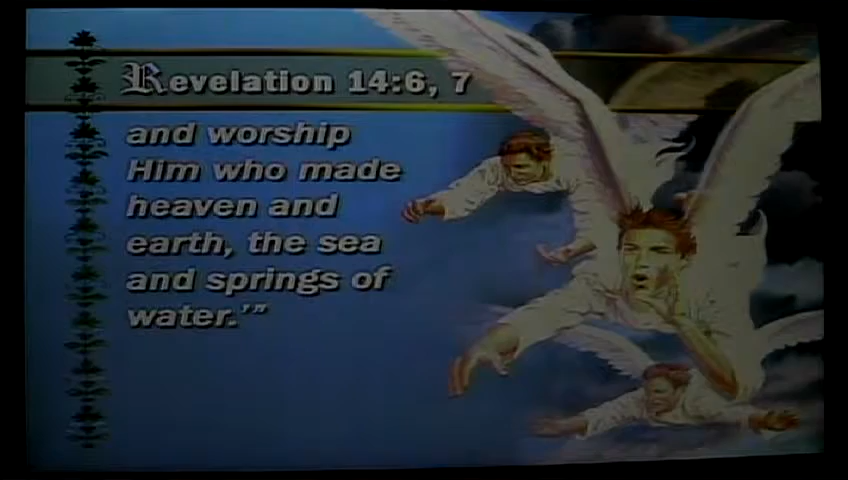 Revelation 14:6, 7
and worship
Him who made
heaven and
earth, the sea
and springs of
water.'"